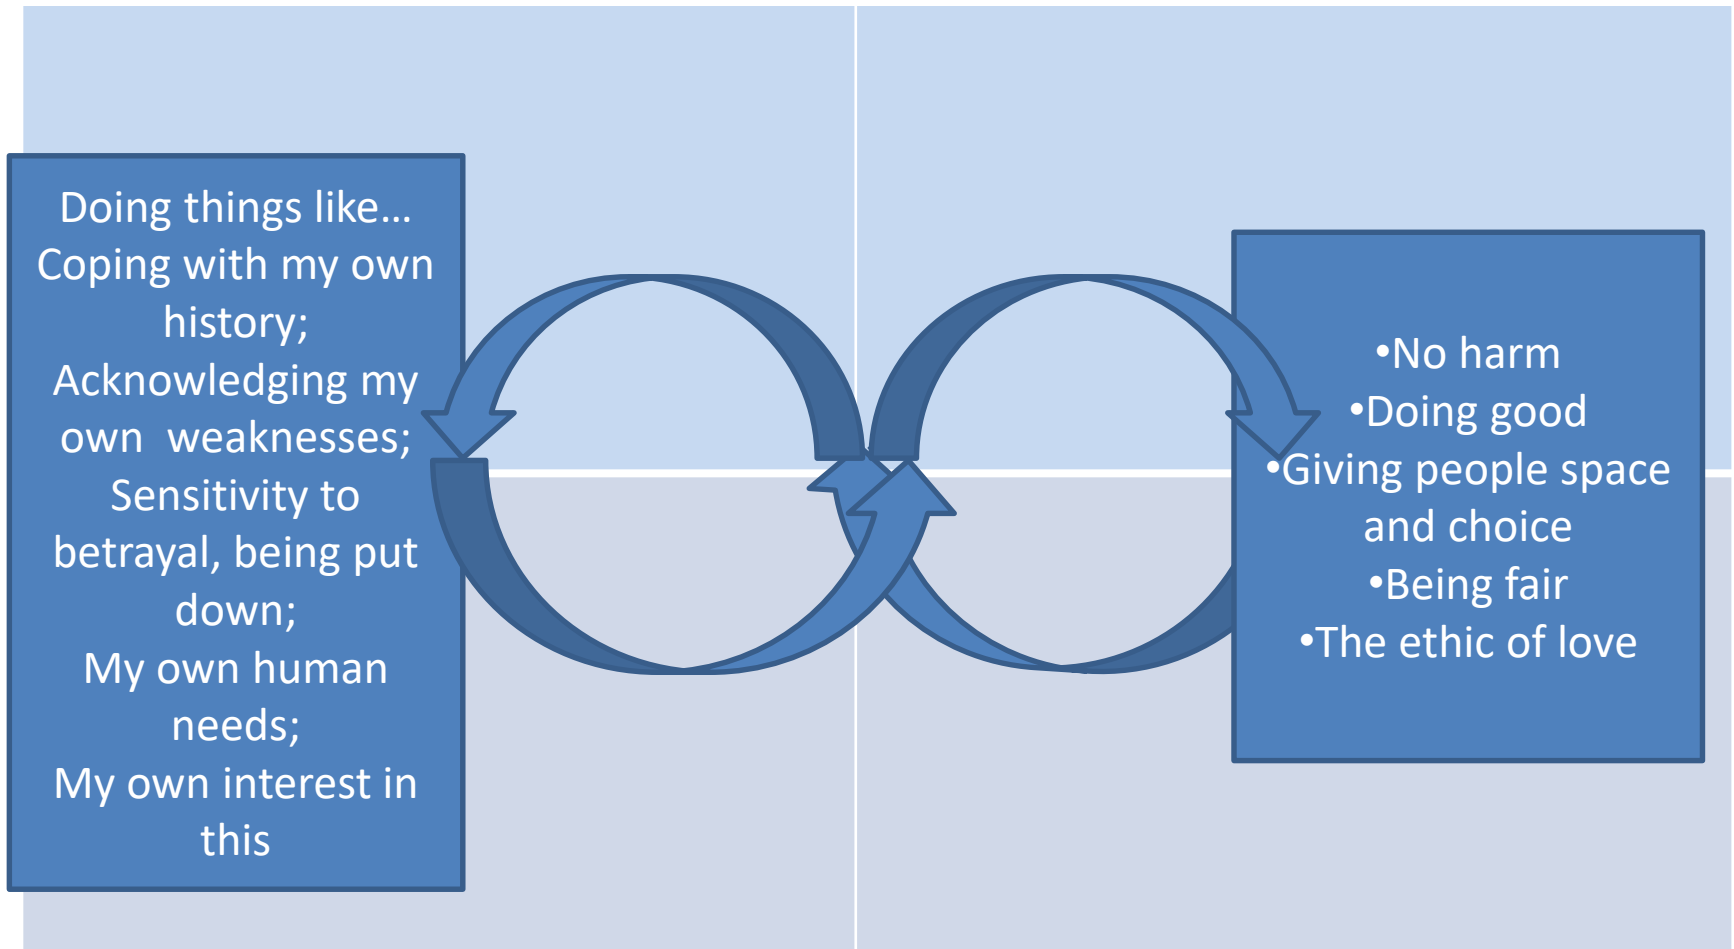 Doing things like…
Coping with my own
history;
Acknowledging my
own  weaknesses;
Sensitivity to
betrayal, being put
down;
My own human
needs;
My own interest in
this
•No harm
•Doing good
•Giving people space
and choice
•Being fair
•The ethic of love